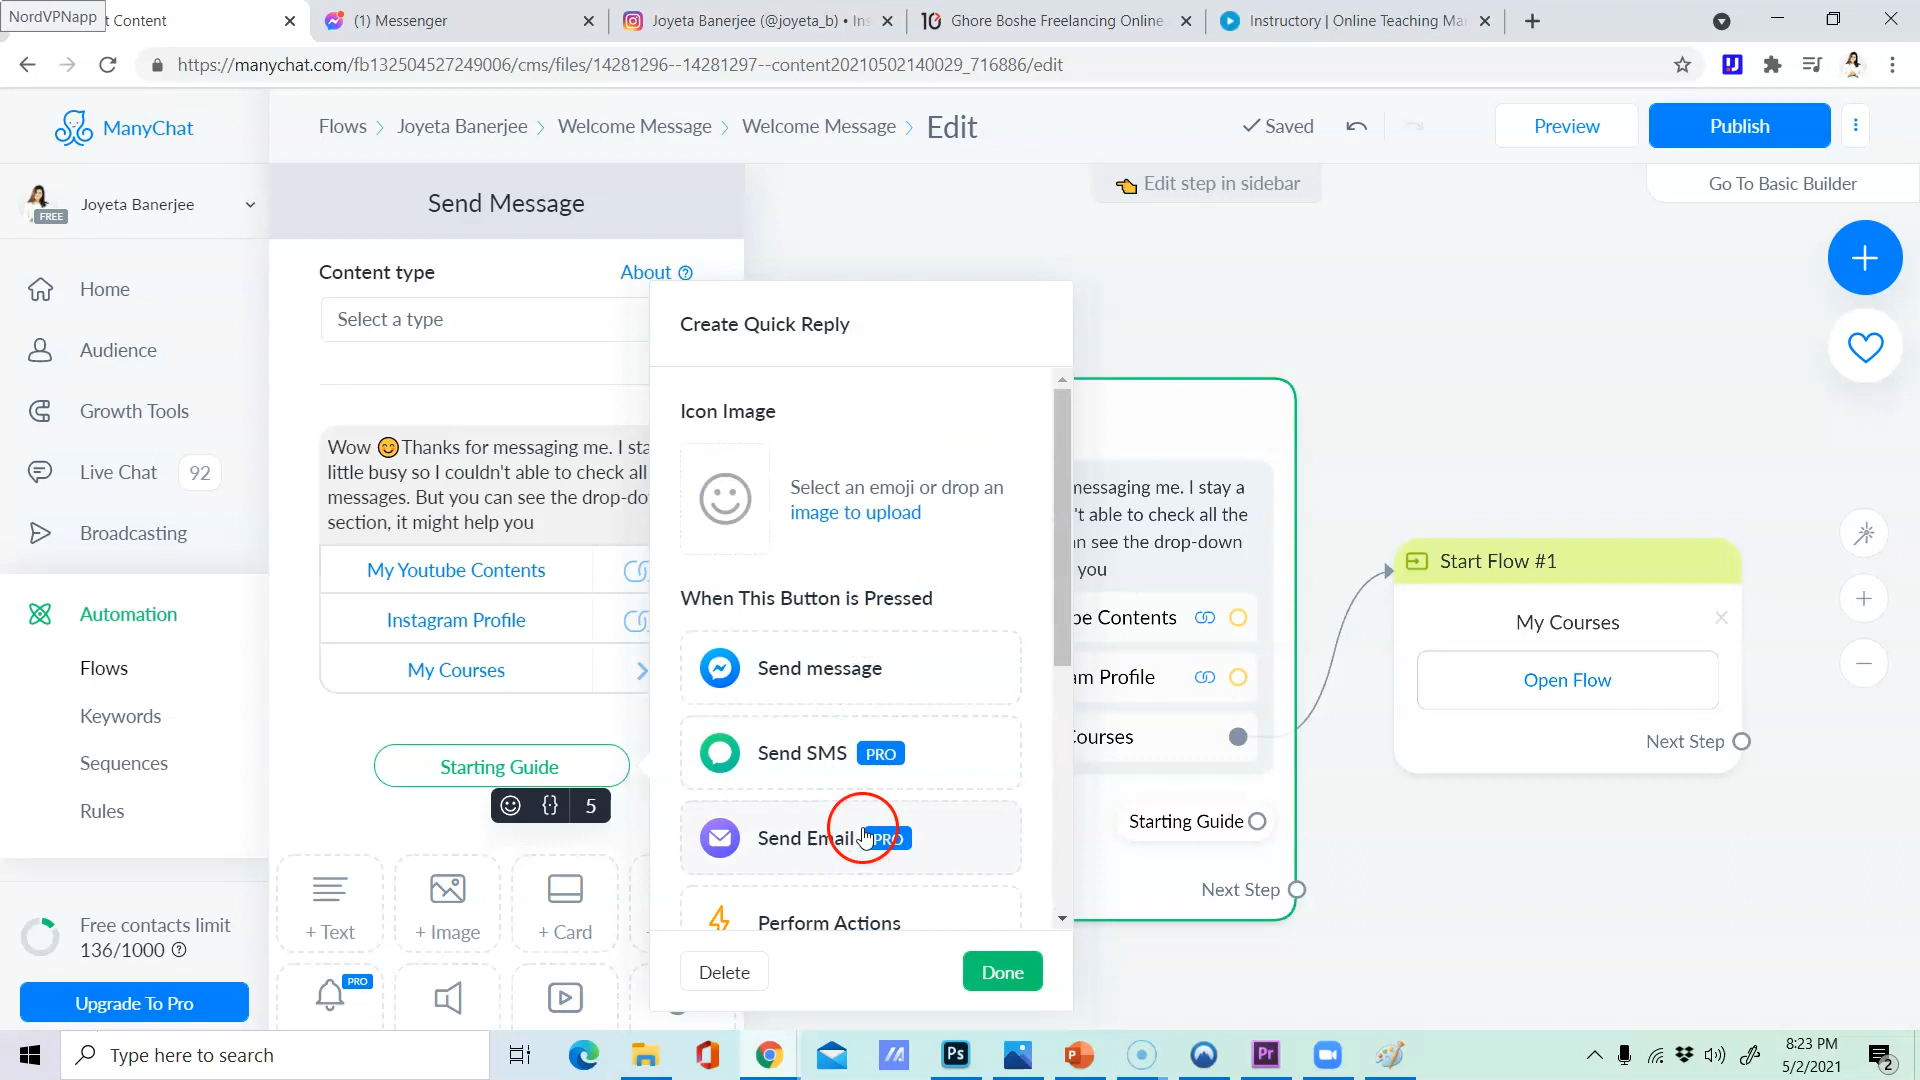 NordVPNapp
t Content
(1) Messenger
Joyeta Banerjee (@joyeta_b) • Ins
Ghore Boshe Freelancing Online
Instructory | Online Teaching Mar
https://manychat.com/fb132504527249006/cms/files/14281296--14281297--content20210502140029_716886/edit
ManyChat
Flows
Joyeta Banerjee
Welcome Message
Welcome Message
Edit
Saved
Preview
Publish
Joyeta Banerjee
FREE
Send Message
Edit step in sidebar
Go To Basic Builder
Home
Audience
Growth Tools
Live Chat
92
Broadcasting
Automation
Flows
Keywords
Sequences
Rules
Free contacts limit
136/1000
Upgrade To Pro
Content type
About
Select a type
Wow 😊Thanks for messaging me. I sta
little busy so I couldn't able to check all
messages. But you can see the drop-do
section, it might help you
My Youtube Contents
Instagram Profile
My Courses
Starting Guide
{} 5
+ Text
+ Image
+ Card
PRO
Create Quick Reply
Icon Image
Select an emoji or drop an
image to upload
When This Button is Pressed
Send message
Send SMS PRO
Send Email PRO
Perform Actions
Delete
Done
nessaging me. I stay a
't able to check all the
n see the drop-down
you
be Contents
am Profile
Courses
Starting Guide
Next Step
Start Flow #1
My Courses
Open Flow
Next Step
Type here to search
Ps
Pr
8:23 PM
5/2/2021
2